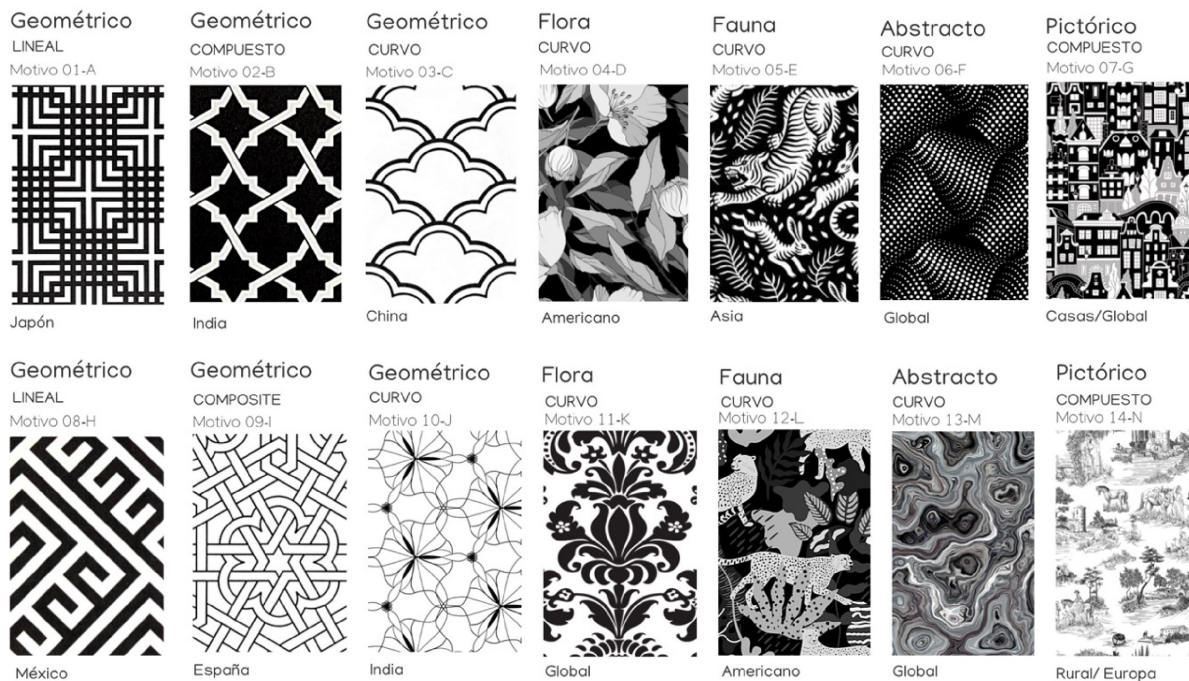 Geométrico
LINEAL
Motivo 01-A
Japón
Geométrico
COMPUESTO
Motivo 02-B
India
Geométrico
CURVO
Motivo 03-C
China
Flora
CURVO
Motivo 04-D
Americano
Fauna
CURVO
Motivo 05-E
Asia
Abstracto
CURVO
Motivo 06-F
Global
Pictórico
COMPUESTO
Motivo 07-G
Casas/Global
Geométrico
LINEAL
Motivo 08-H
México
Geométrico
COMPOSITE
Motivo 09-I
España
Geométrico
CURVO
Motivo 10-J
India
Flora
CURVO
Motivo 11-K
Global
Fauna
CURVO
Motivo 12-L
Americano
Abstracto
CURVO
Motivo 13-M
Global
Pictórico
COMPUESTO
Motivo 14-N
Rural/ Europa